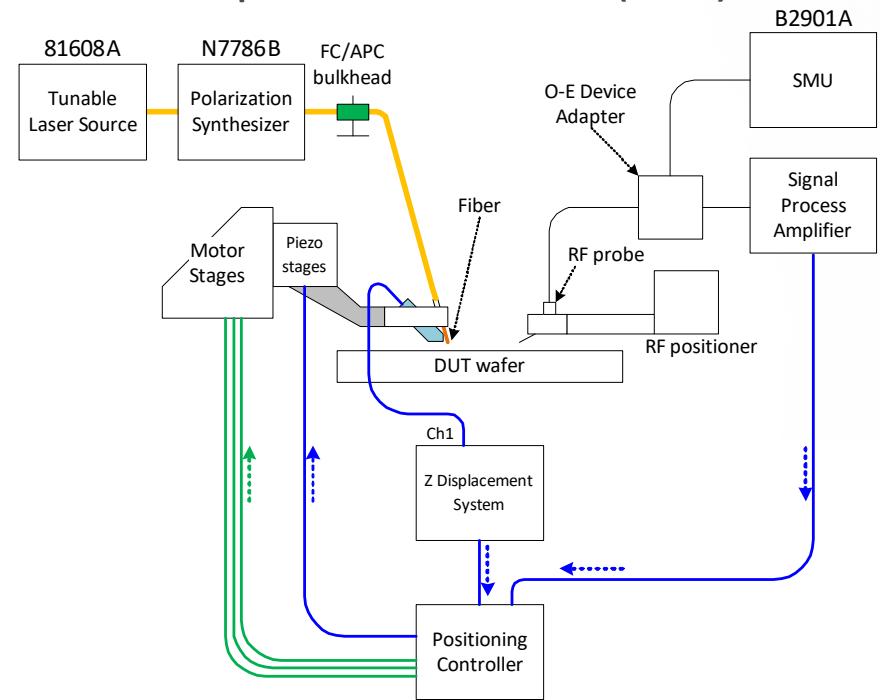 B2901A
81608A
N7786B
FC/APC
bulkhead
Tunable
Laser Source
Polarization
Synthesizer
SMU
O-E Device
Adapter
Signal
Process
Amplifier
Fiber
Motor
Stages
Piezo
stages
RF probe
RF positioner
DUT wafer
Ch1
Z Displacement
System
Positioning
Controller